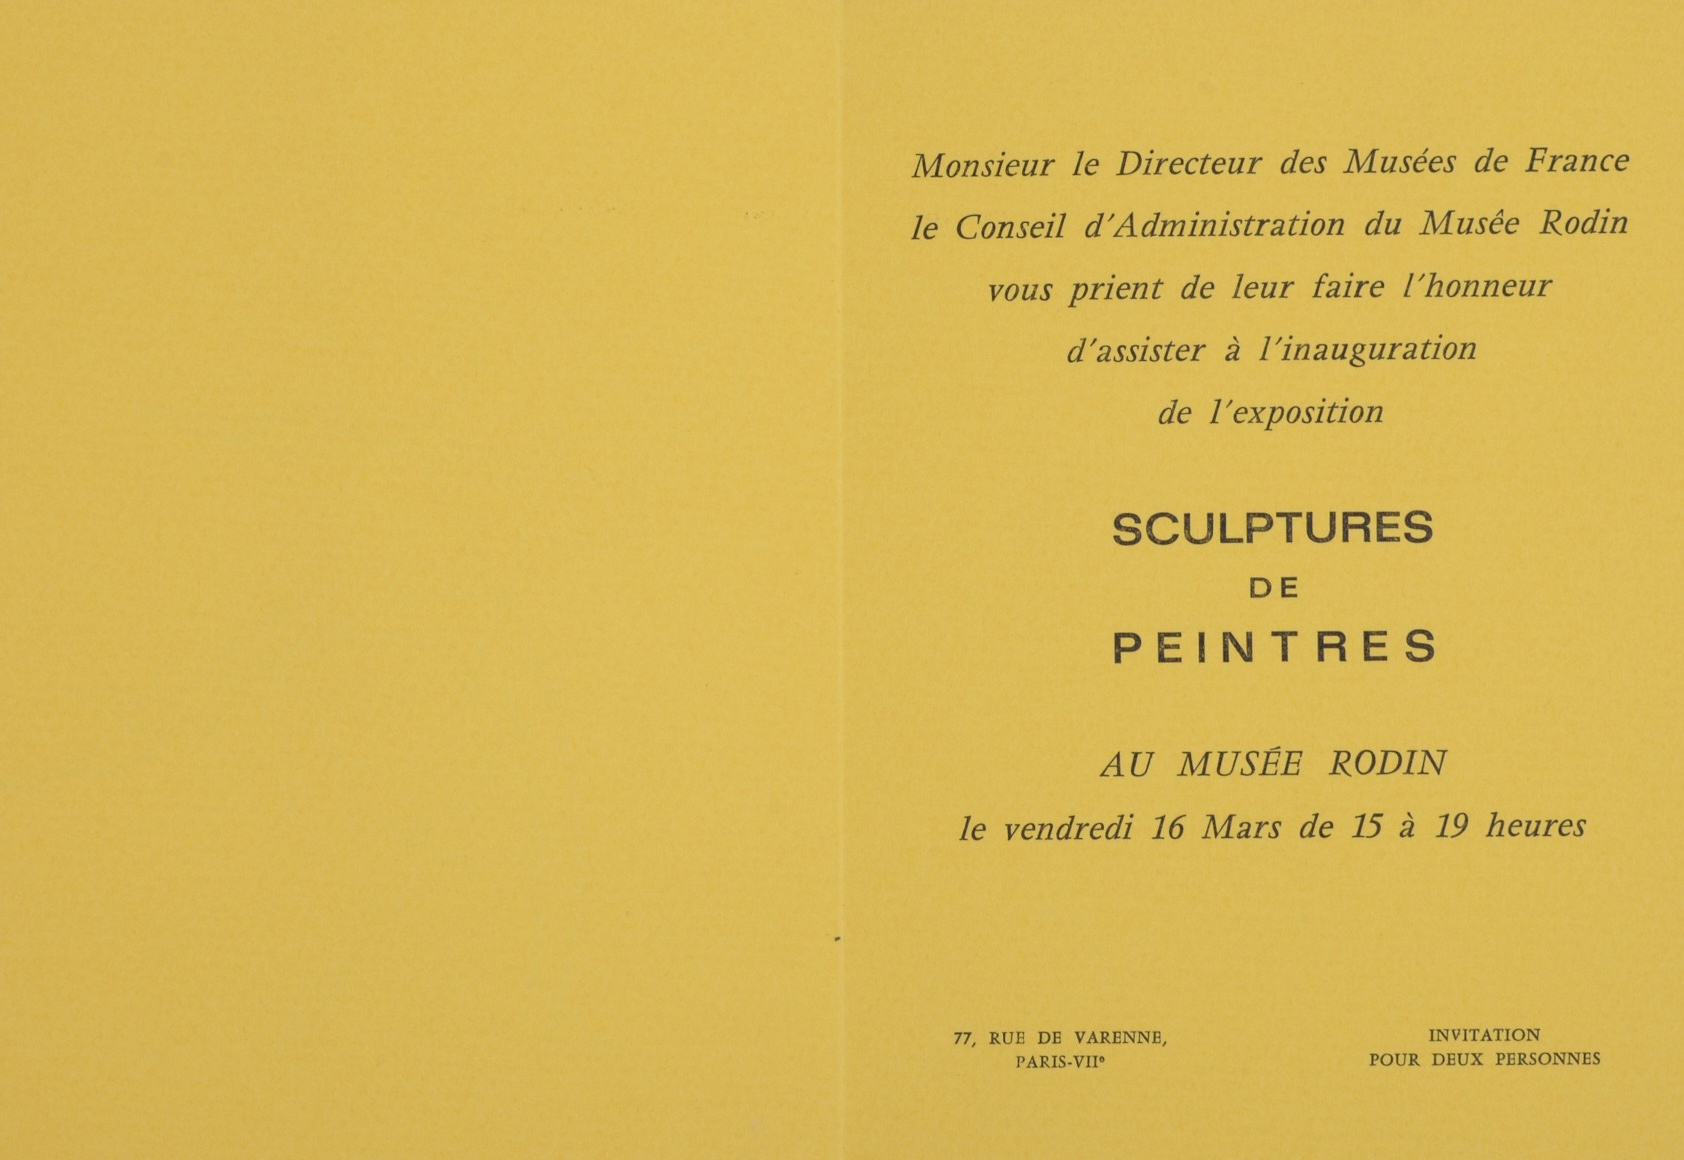 Monsieur le Directeur des Musées de France
le Conseil d'Administration du Musée Rodin
vous prient de leur faire l'honneur
d'assister à l'inauguration
de l'exposition
SCULPTURES
DE
PEINTRES
AU MUSÉE RODIN
le vendredi 16 Mars de 15 à 19 heures
77, RUE DE VARENNE,
PARIS-VIIe
INVITATION
POUR DEUX PERSONNES